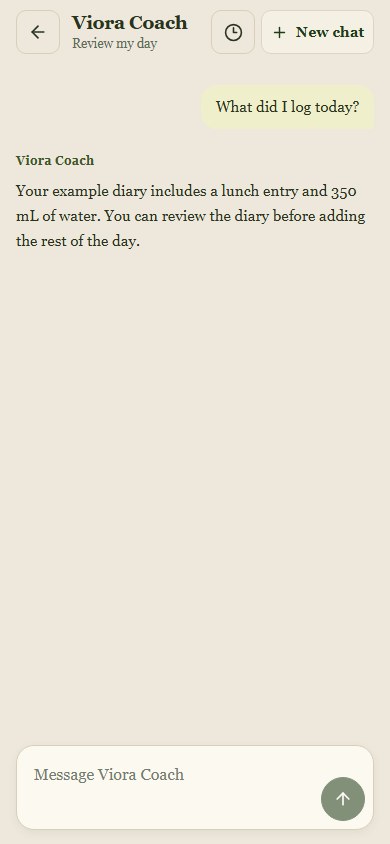 Viora Coach
Review my day
New chat
What did I log today?
Viora Coach
Your example diary includes a lunch entry and 350
mL of water. You can review the diary before adding
the rest of the day.
Message Viora Coach